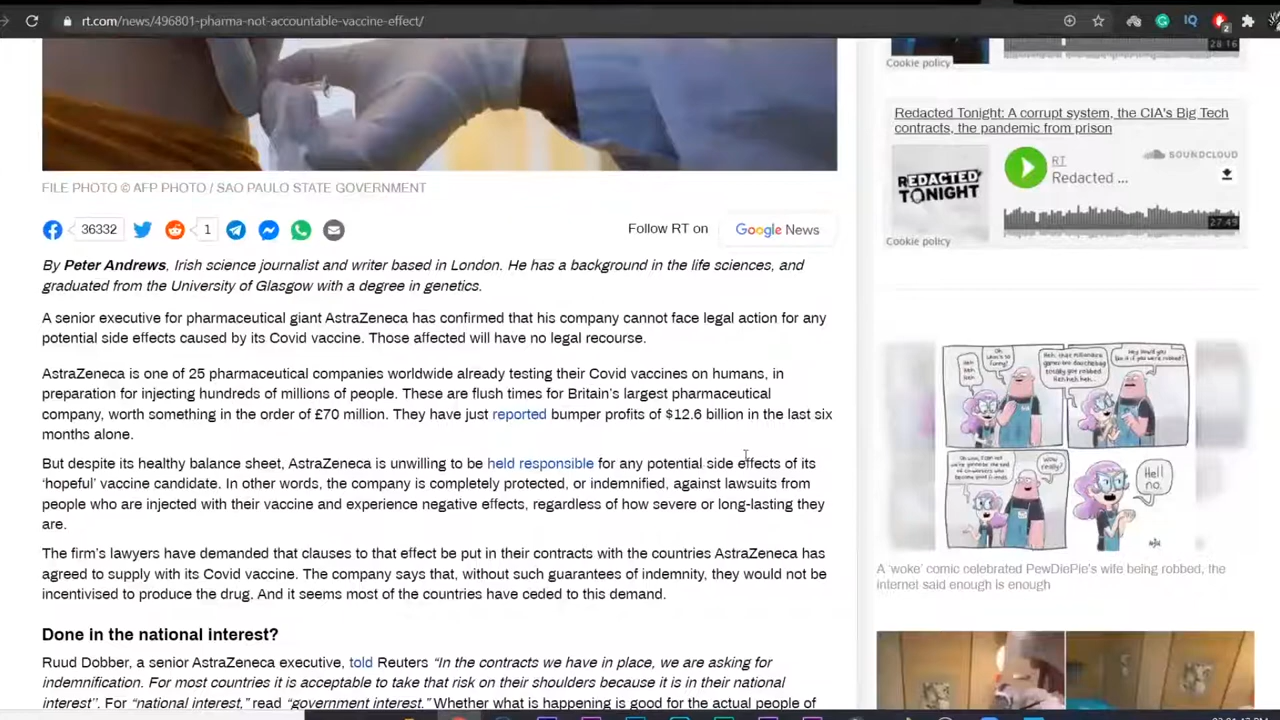 rt.com/news/496801-pharma-not-accountable-vaccine-effect/
28:16
Cookie policy
Redacted Tonight: A corrupt system, the CIA's Big Tech
contracts, the pandemic from prison
REDACTED
TONIGHT
RT
Redacted ...
SOUNDCLOUD
27:49
Cookie policy
FILE PHOTO © AFP PHOTO / SAO PAULO STATE GOVERNMENT
36332
1
Follow RT on
Google News
By Peter Andrews, Irish science journalist and writer based in London. He has a background in the life sciences, and
graduated from the University of Glasgow with a degree in genetics.
A senior executive for pharmaceutical giant AstraZeneca has confirmed that his company cannot face legal action for any
potential side effects caused by its Covid vaccine. Those affected will have no legal recourse.
AstraZeneca is one of 25 pharmaceutical companies worldwide already testing their Covid vaccines on humans, in
preparation for injecting hundreds of millions of people. These are flush times for Britain's largest pharmaceutical
company, worth something in the order of £70 million. They have just reported bumper profits of $12.6 billion in the last six
months alone.
But despite its healthy balance sheet, AstraZeneca is unwilling to be held responsible for any potential side effects of its
‘hopeful’ vaccine candidate. In other words, the company is completely protected, or indemnified, against lawsuits from
people who are injected with their vaccine and experience negative effects, regardless of how severe or long-lasting they
are.
The firm's lawyers have demanded that clauses to that effect be put in their contracts with the countries AstraZeneca has
agreed to supply with its Covid vaccine. The company says that, without such guarantees of indemnity, they would not be
incentivised to produce the drug. And it seems most of the countries have ceded to this demand.
Done in the national interest?
Ruud Dobber, a senior AstraZeneca executive, told Reuters “In the contracts we have in place, we are asking for
indemnification. For most countries it is acceptable to take that risk on their shoulders because it is in their national
interest”. For “national interest,” read “government interest.” Whether what is happening is good for the actual people of
wow,
really?
Hell
no.
A 'woke' comic celebrated PewDiePie's wife being robbed, the
internet said enough is enough